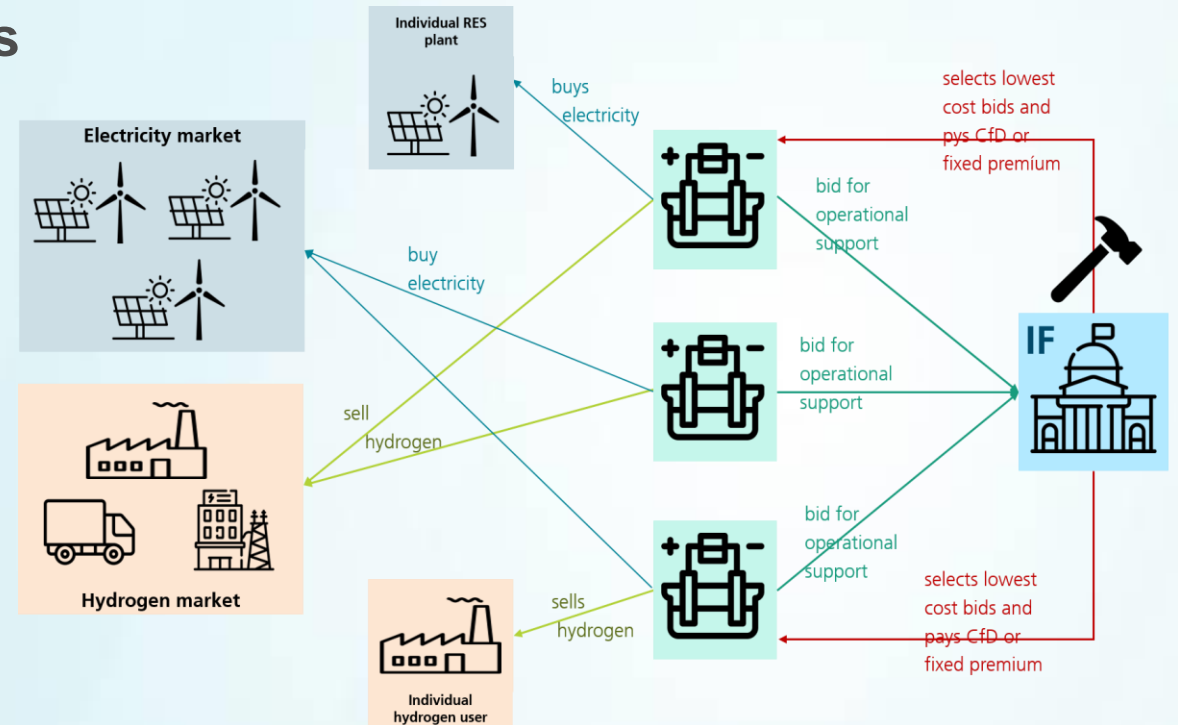 s
Individual RES
plant
Electricity market
buys
electricity
selects lowest
cost bids and
pys CfD or
fixed premium
bid for
operational
support
buy
electricity
IF
bid for
operational
support
sell
hydrogen
Hydrogen market
bid for
operational
support
sells
hydrogen
selects lowest
cost bids and
pays CfD or
fixed premium
Individual
hydrogen user